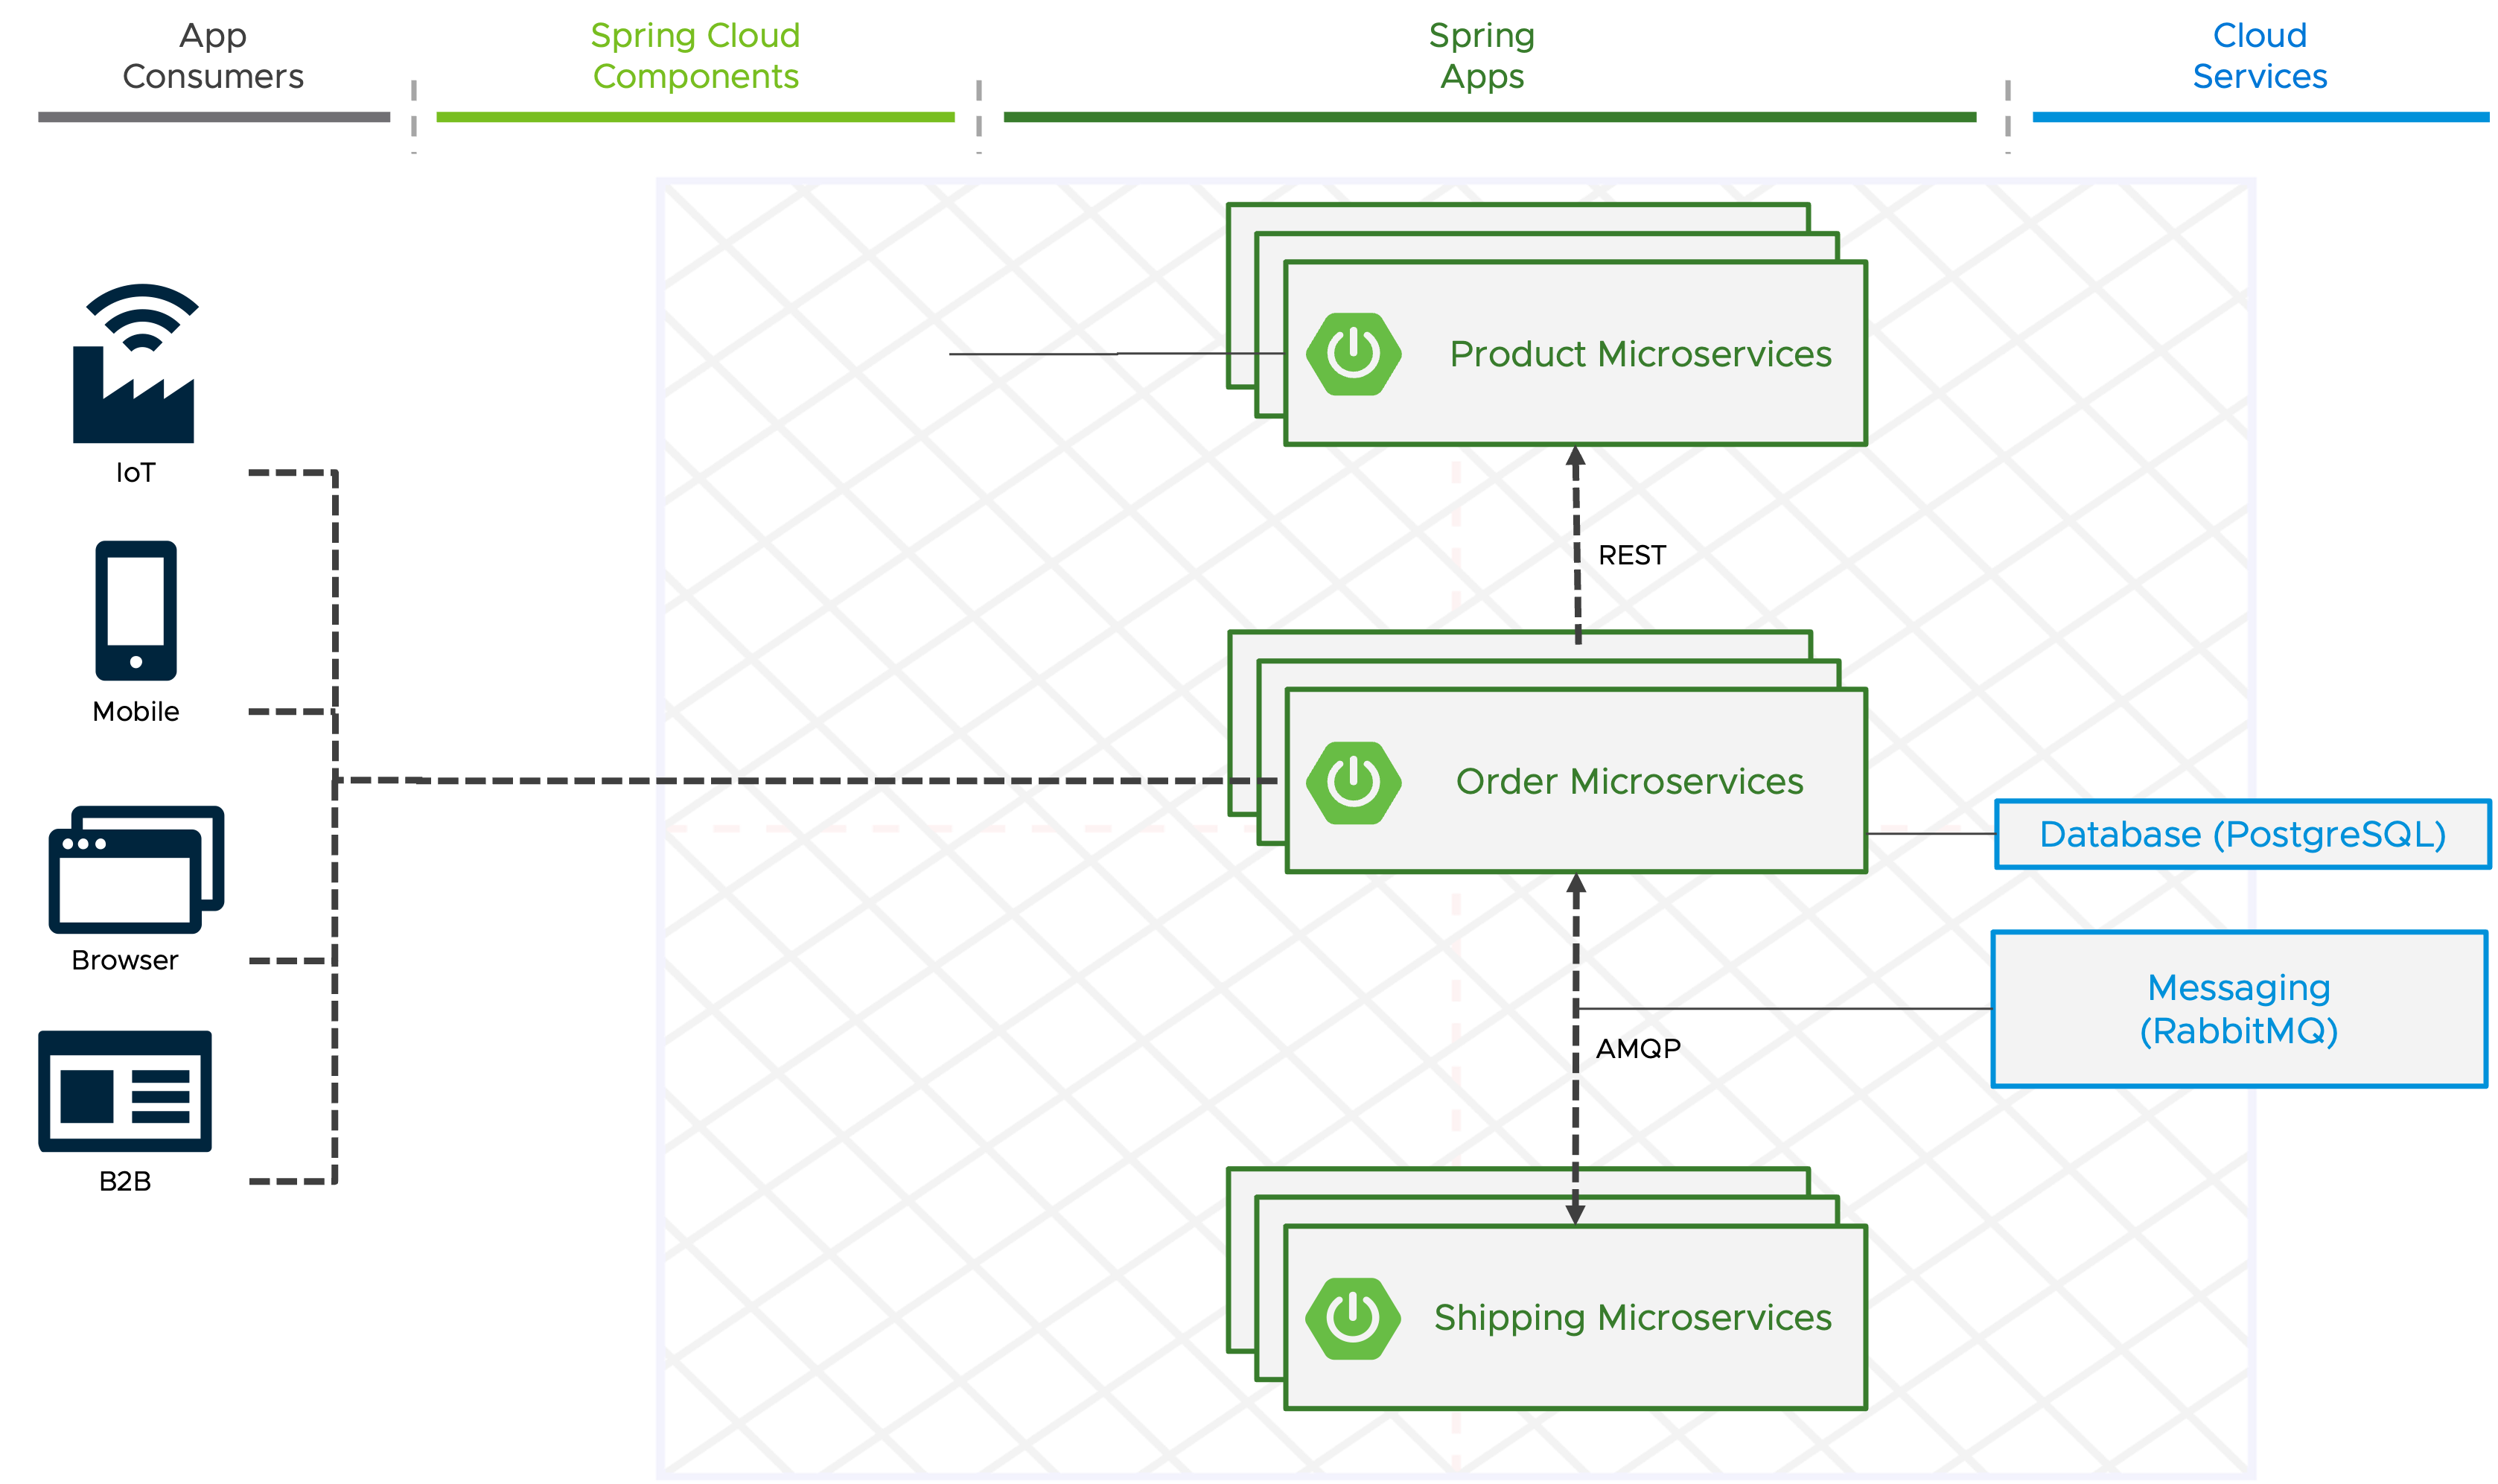 App
Consumers
Spring Cloud
Components
Spring
Apps
Cloud
Services
IoT
Mobile
Browser
B2B
Product Microservices
REST
Order Microservices
Database (PostgreSQL)
Messaging
(RabbitMQ)
AMQP
Shipping Microservices